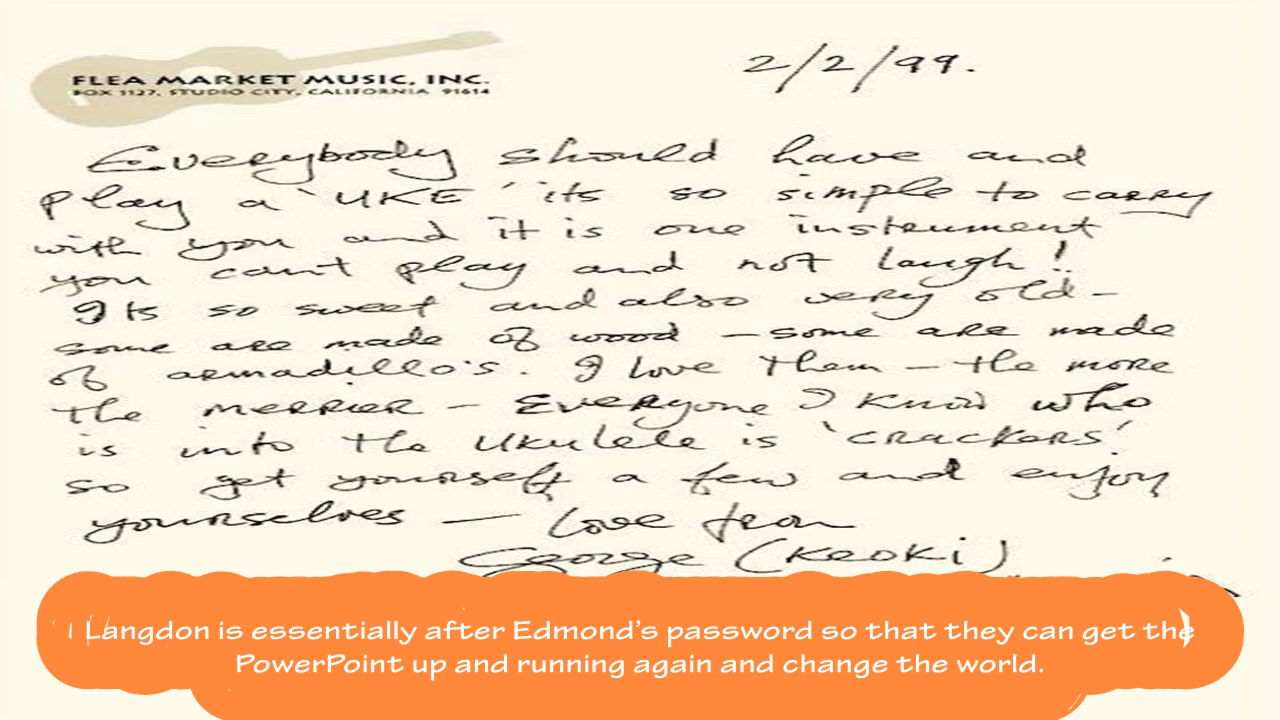 FLEA MARKET MUSIC, INC.
BOX 1127, STUDIO CITY, CALIFORNIA 91614
2/2/99.
Everybody should have and
play a 'UKE' its so simple to carry
with you and it is one instrument
you cant play and not laugh!
Its so sweet and also very old-
some are made of wood - some are made
of armadillo's. I love them - the more
the merrier - Everyone I know who
is into the ukulele is 'crackers'
so get yourself a few and enjoy
yourselves - Love from
George (Keoki)
Langdon is essentially after Edmond's password so that they can get the
PowerPoint up and running again and change the world.